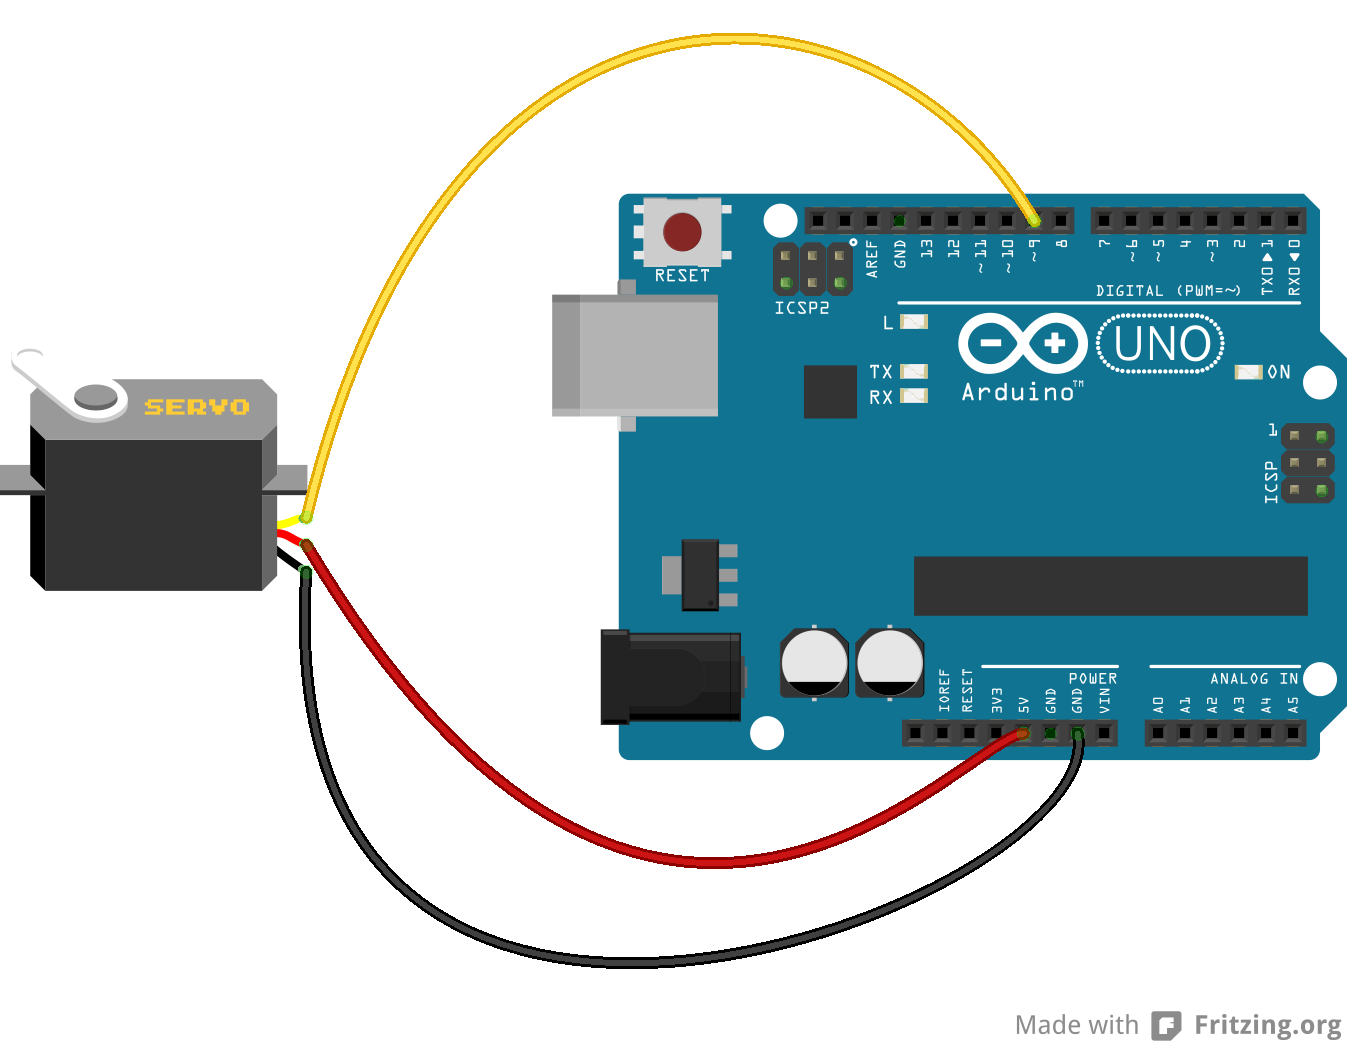 RESET
ICSP2
AREF
GND
13
12
~11
~10
~9
8
7
~6
~5
4
~3
2
TX0 ▶ 1
RX0 ◀ 0
DIGITAL (PWM=~)
L
TX
RX
UNO
Arduino™
ON
SERVO
1
ICSP
POWER
ANALOG IN
IOREF
RESET
3V3
5V
GND
GND
VIN
A0
A1
A2
A3
A4
A5
Made with Fritzing.org